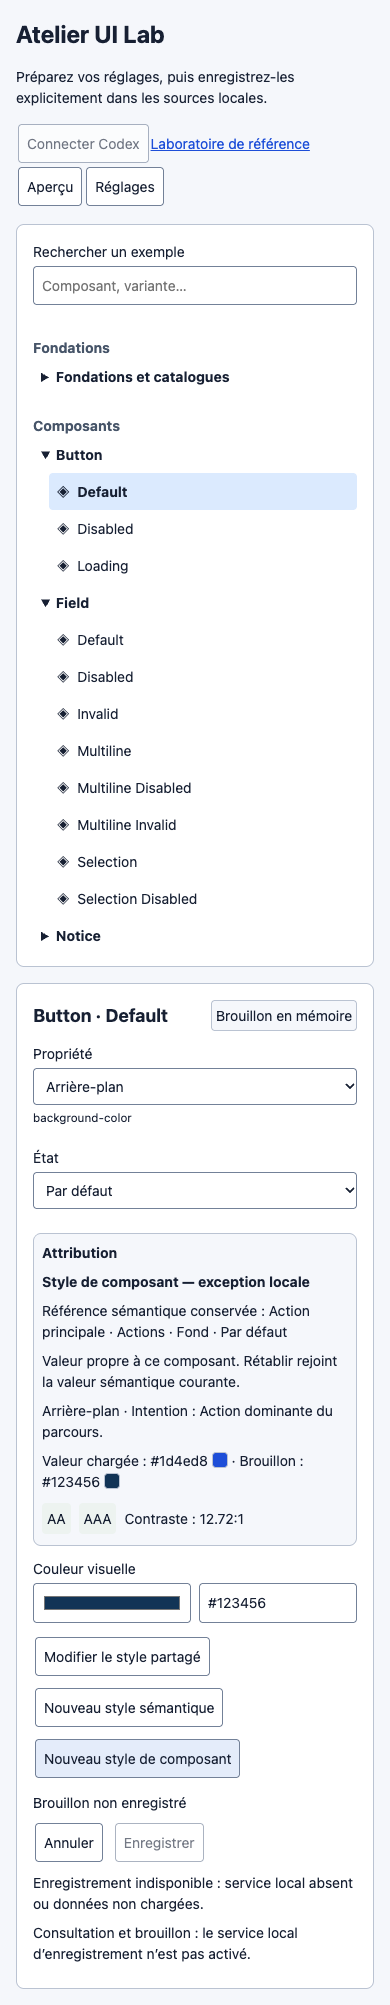 Atelier UI Lab
Préparez vos réglages, puis enregistrez-les
explicitement dans les sources locales.
Connecter Codex Laboratoire de référence
Aperçu Réglages
Rechercher un exemple
Composant, variante…
Fondations
▶ Fondations et catalogues
Composants
▼ Button
◈ Default
◈ Disabled
◈ Loading
▼ Field
◈ Default
◈ Disabled
◈ Invalid
◈ Multiline
◈ Multiline Disabled
◈ Multiline Invalid
◈ Selection
◈ Selection Disabled
▶ Notice
Button · Default Brouillon en mémoire
Propriété
Arrière-plan
background-color
État
Par défaut
Attribution
Style de composant — exception locale
Référence sémantique conservée : Action
principale · Actions · Fond · Par défaut
Valeur propre à ce composant. Rétablir rejoint
la valeur sémantique courante.
Arrière-plan · Intention : Action dominante du
parcours.
Valeur chargée : #1d4ed8 · Brouillon :
#123456
AA AAA Contraste : 12.72:1
Couleur visuelle
#123456
Modifier le style partagé
Nouveau style sémantique
Nouveau style de composant
Brouillon non enregistré
Annuler Enregistrer
Enregistrement indisponible : service local absent
ou données non chargées.
Consultation et brouillon : le service local
d’enregistrement n’est pas activé.